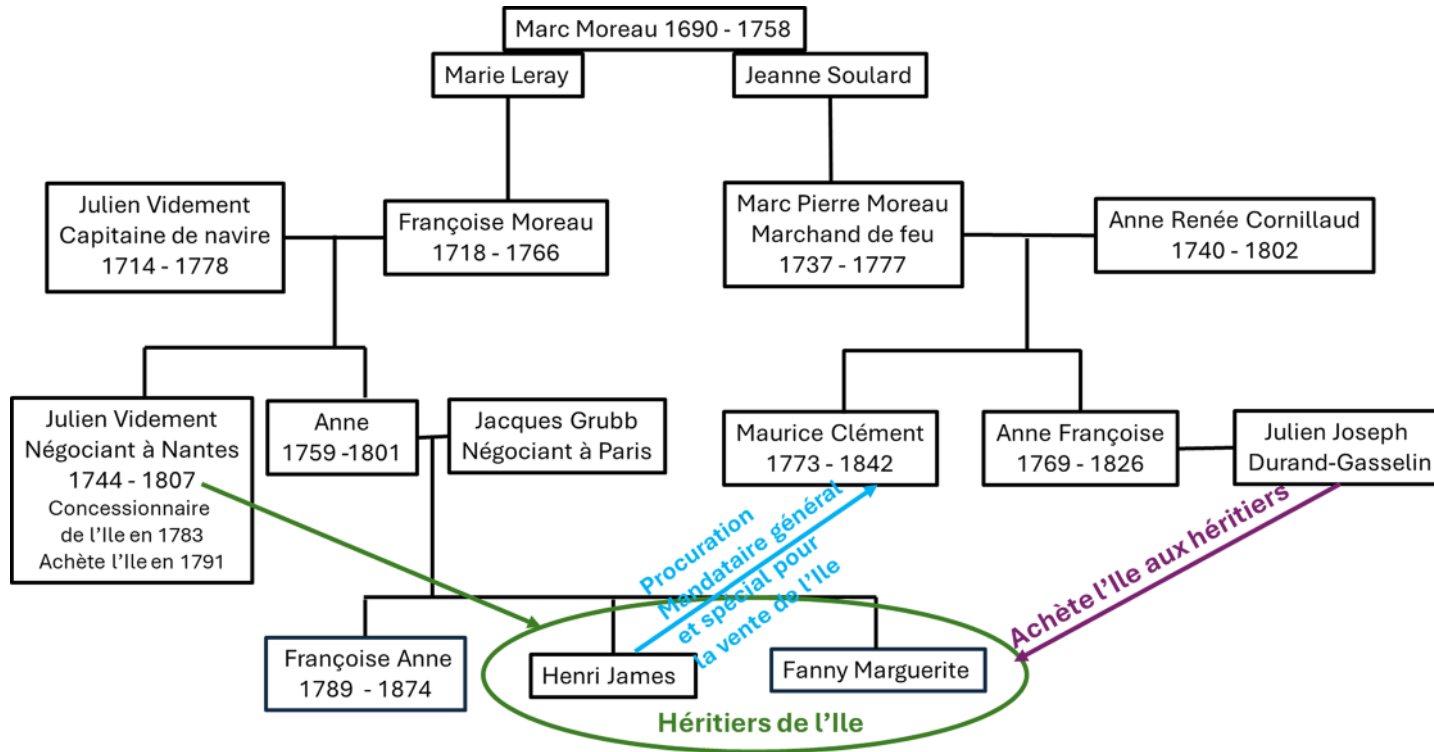 Marc Moreau 1690 - 1758
Marie Leray
Jeanne Soulard
Julien Videment
Capitaine de navire
1714 - 1778
Françoise Moreau
1718 - 1766
Marc Pierre Moreau
Marchand de feu
1737 - 1777
Anne Renée Cornillaud
1740 - 1802
Julien Videment
Négociant à Nantes
1744 - 1807
Concessionnaire
de l'Ile en 1783
Achète l'Ile en 1791
Anne
1759 -1801
Jacques Grubb
Négociant à Paris
Maurice Clément
1773 - 1842
Anne Françoise
1769 - 1826
Julien Joseph
Durand-Gasselin
Procuration
Mandataire général
et spécial pour
la vente de l'Ile
Achète l'Ile aux héritiers
Françoise Anne
1789 - 1874
Henri James
Fanny Marguerite
Héritiers de l'Ile